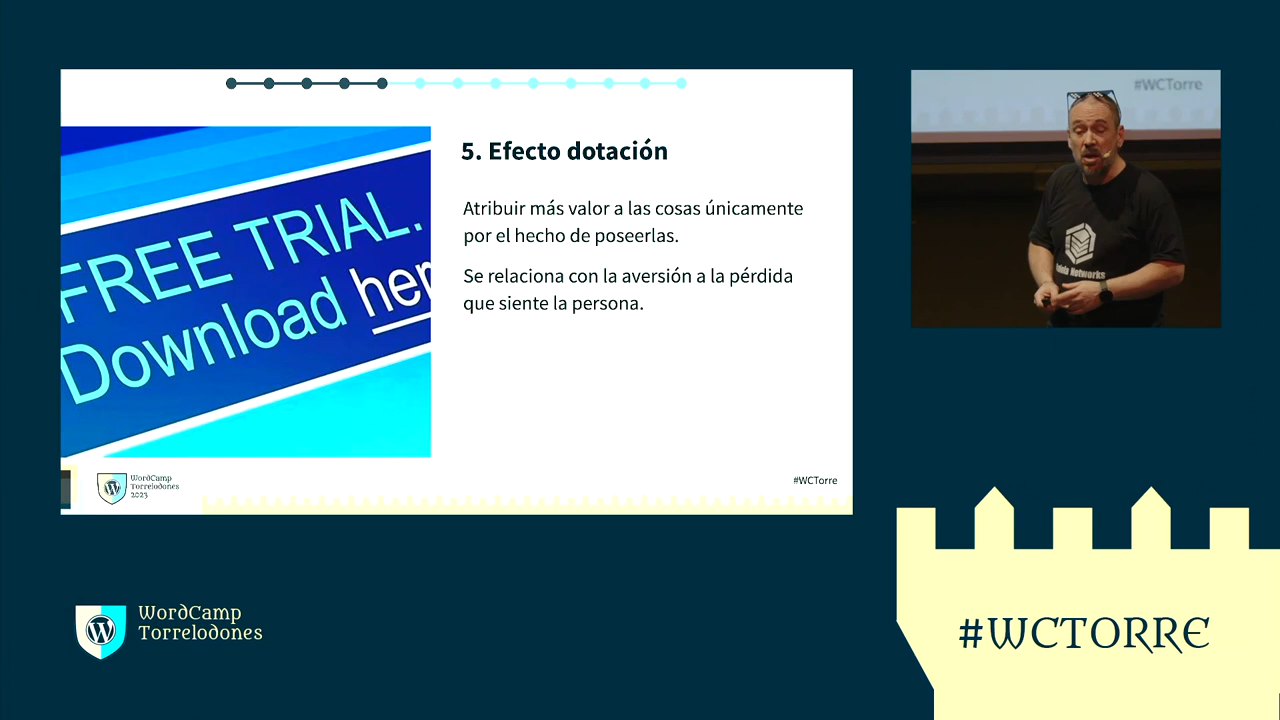 #WCTorre
5. Efecto dotación
FREE TRIAL.
Download her
Atribuir más valor a las cosas únicamente
por el hecho de poseerlas.
Se relaciona con la aversión a la pérdida
que siente la persona.
Networks
WordCamp
Torrelodones
2023
#WCTorre
WordCamp
Torrelodones
#WCTORRE